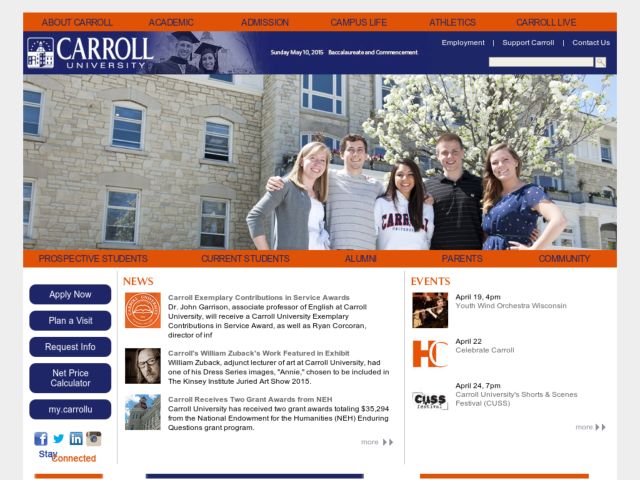 ABOUT CARROLL ACADEMIC ADMISSION CAMPUS LIFE ATHLETICS CARROLL LIVE
CARROLL
UNIVERSITY
Sunday May 10, 2015 Baccalaureate and Commencement
Employment | Support Carroll | Contact Us
CARROLL
PROSPECTIVE STUDENTS CURRENT STUDENTS ALUMNI PARENTS COMMUNITY
Apply Now
Plan a Visit
Request Info
Net Price
Calculator
my.carrollu
Stay
Connected
NEWS
Carroll Exemplary Contributions in Service Awards
Dr. John Garrison, associate professor of English at Carroll
University, will receive a Carroll University Exemplary
Contributions in Service Award, as well as Ryan Corcoran,
director of inf
Carroll's William Zuback's Work Featured in Exhibit
William Zuback, adjunct lecturer of art at Carroll University, had
one of his Dress Series images, "Annie," chosen to be included in
The Kinsey Institute Juried Art Show 2015.
Carroll Receives Two Grant Awards from NEH
Carroll University has received two grant awards totaling $35,294
from the National Endowment for the Humanities (NEH) Enduring
Questions grant program.
more
EVENTS
April 19, 4pm
Youth Wind Orchestra Wisconsin
April 22
Celebrate Carroll
April 24, 7pm
Carroll University's Shorts & Scenes
Festival (CUSS)
CUSS
festival
more